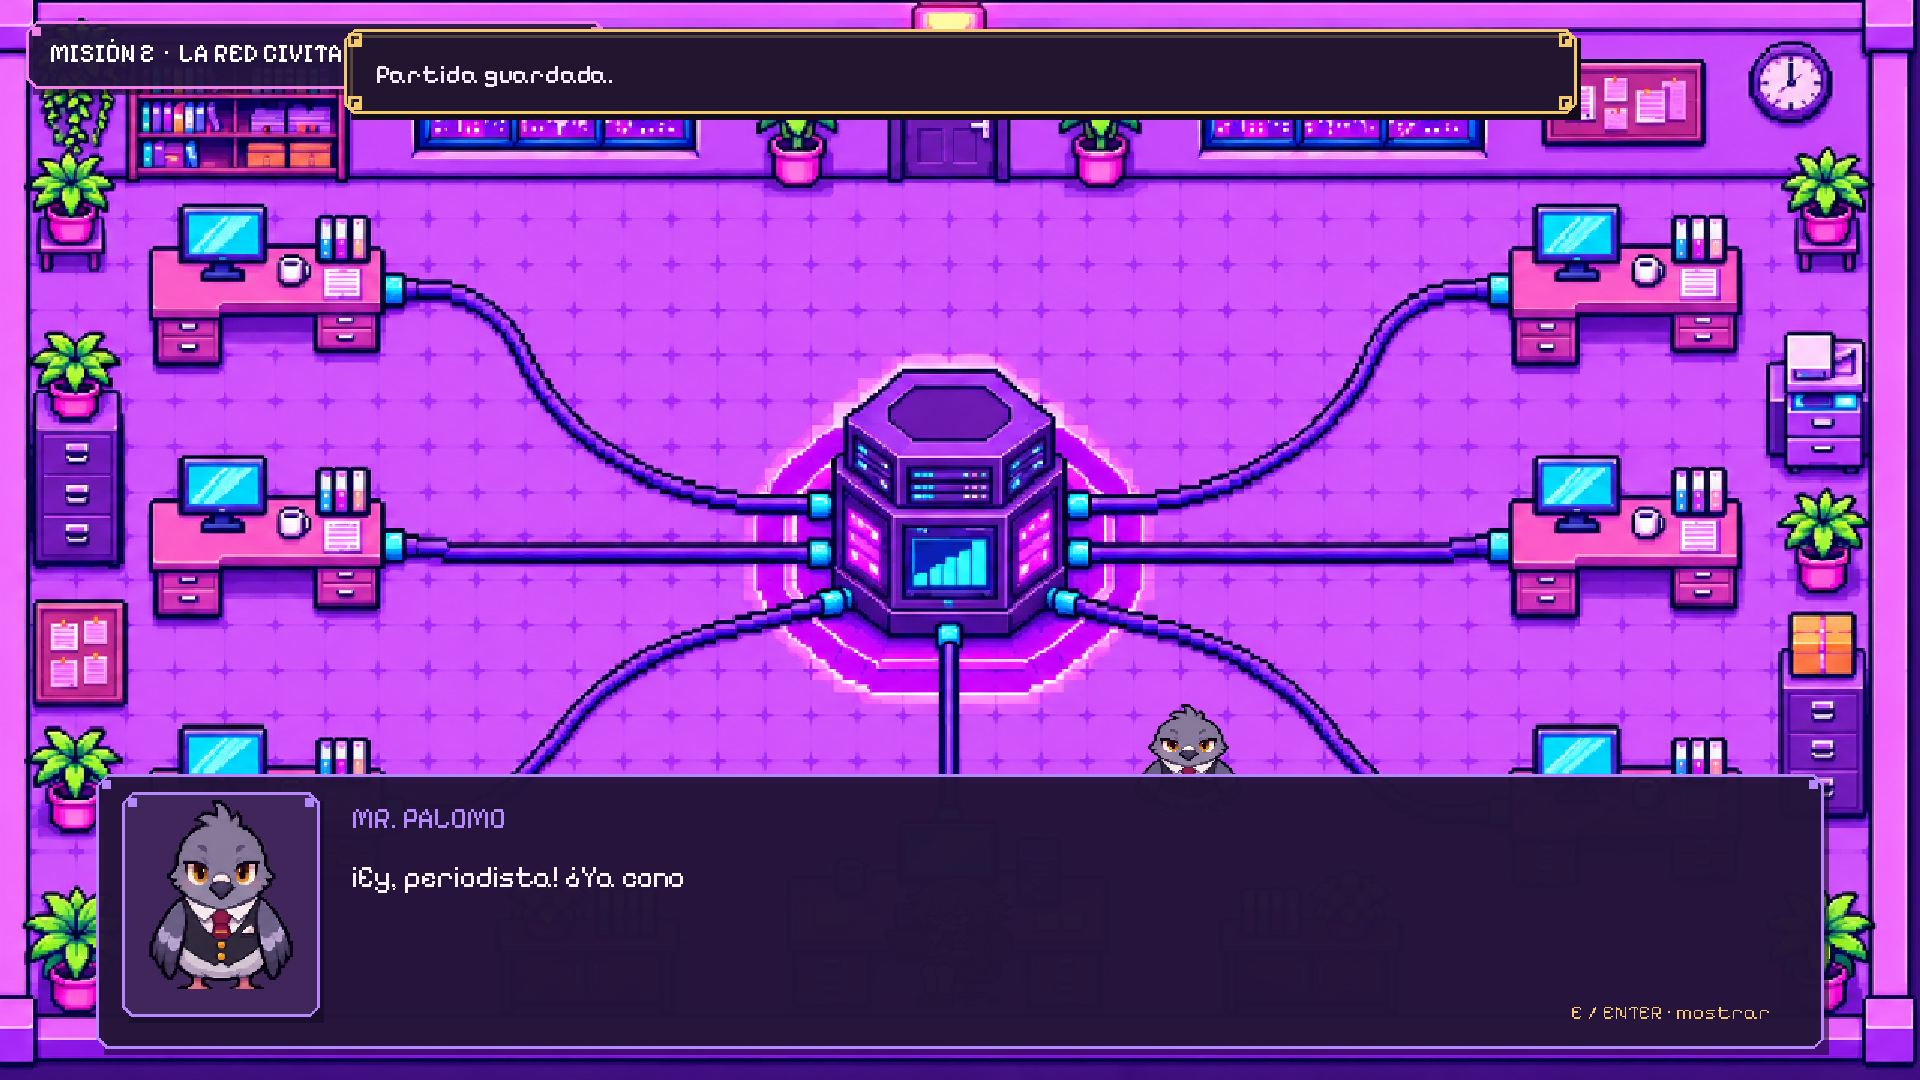 MISIÓN 2 · LA RED CIVITA
Partida guardada.
MR. PALOMO
¡Ey, periodista! ¿Ya cono
E / ENTER · mostrar